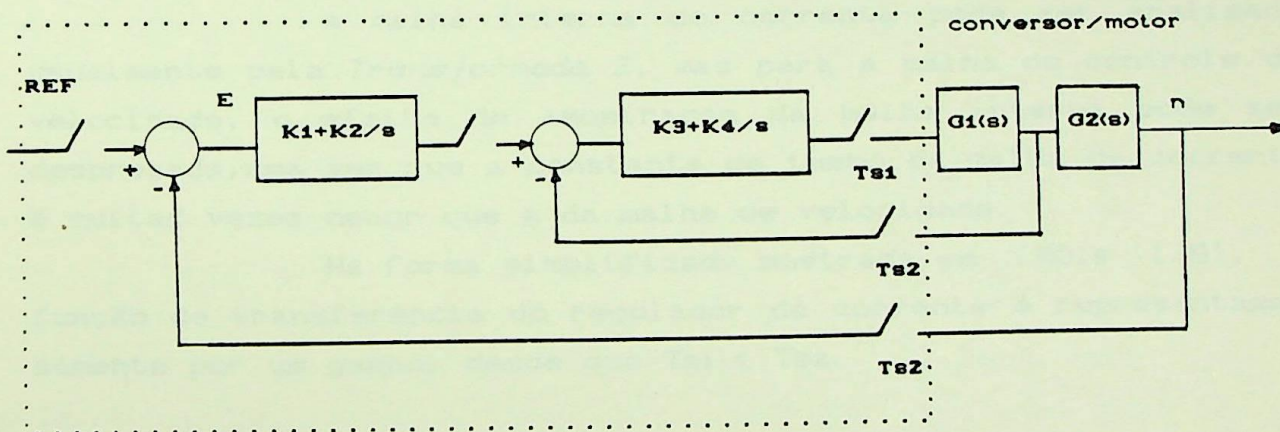 conversor/motor
REF
E
n
K1+K2/s
K3+K4/s
G1(s)
G2(s)
+
-
+
-
Ts1
Ts2
Ts2